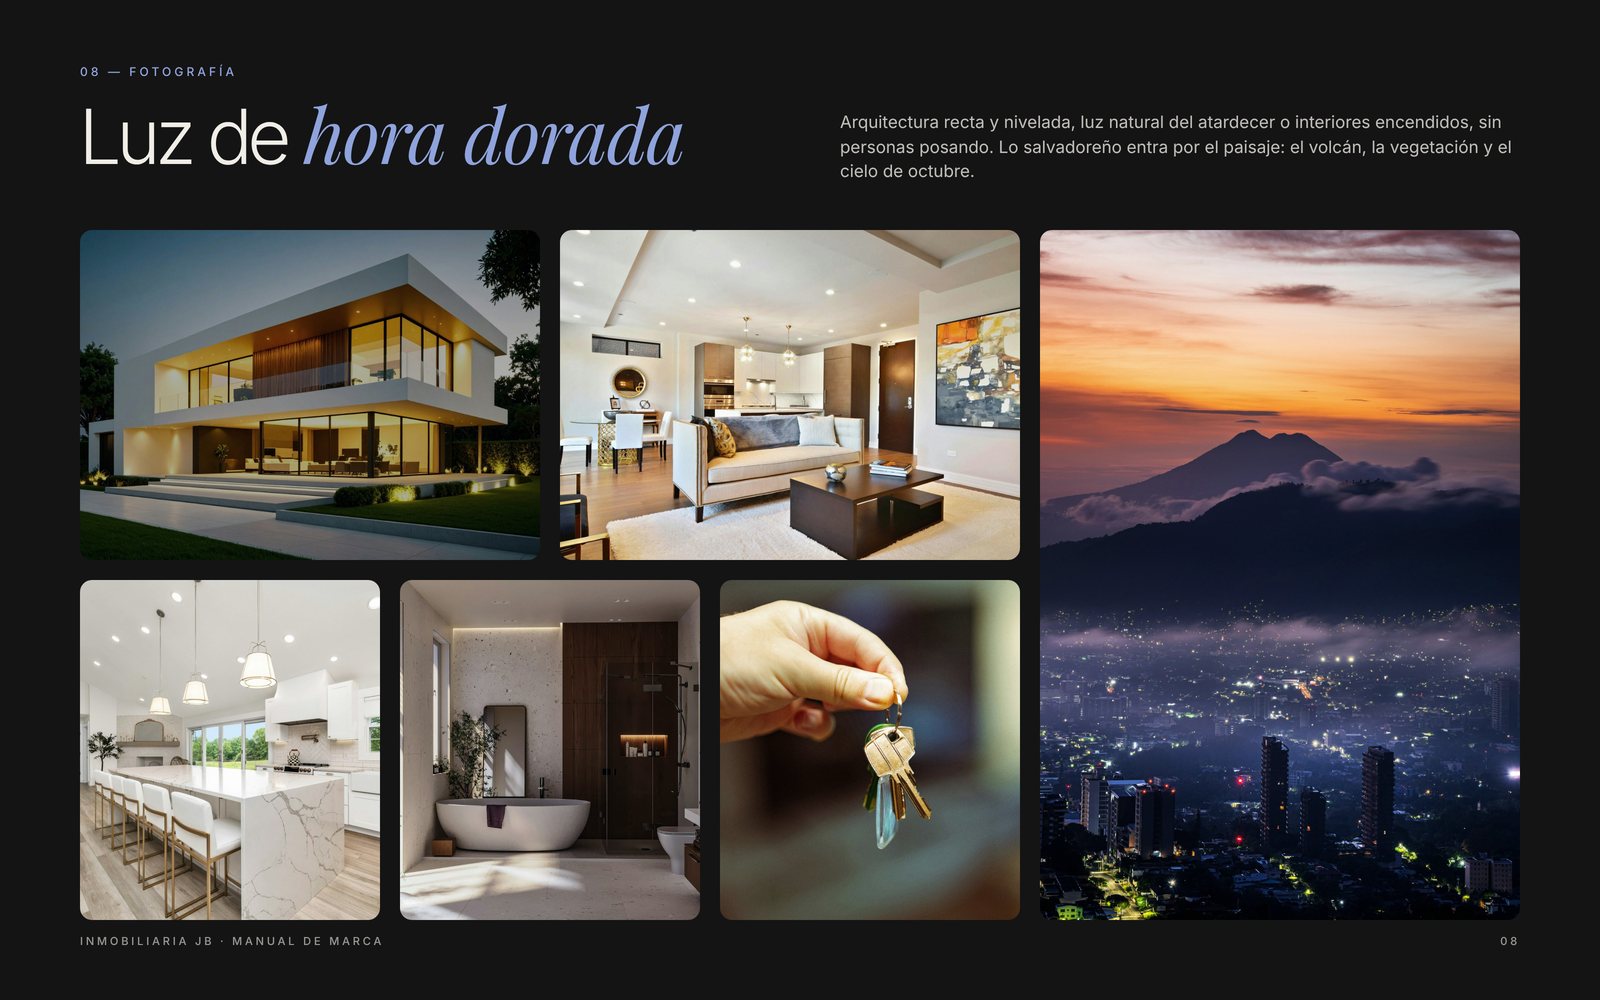 08 — FOTOGRAFÍA
Luz de hora dorada
Arquitectura recta y nivelada, luz natural del atardecer o interiores encendidos, sin
personas posando. Lo salvadoreño entra por el paisaje: el volcán, la vegetación y el
cielo de octubre.
INMOBILIARIA JB · MANUAL DE MARCA
08